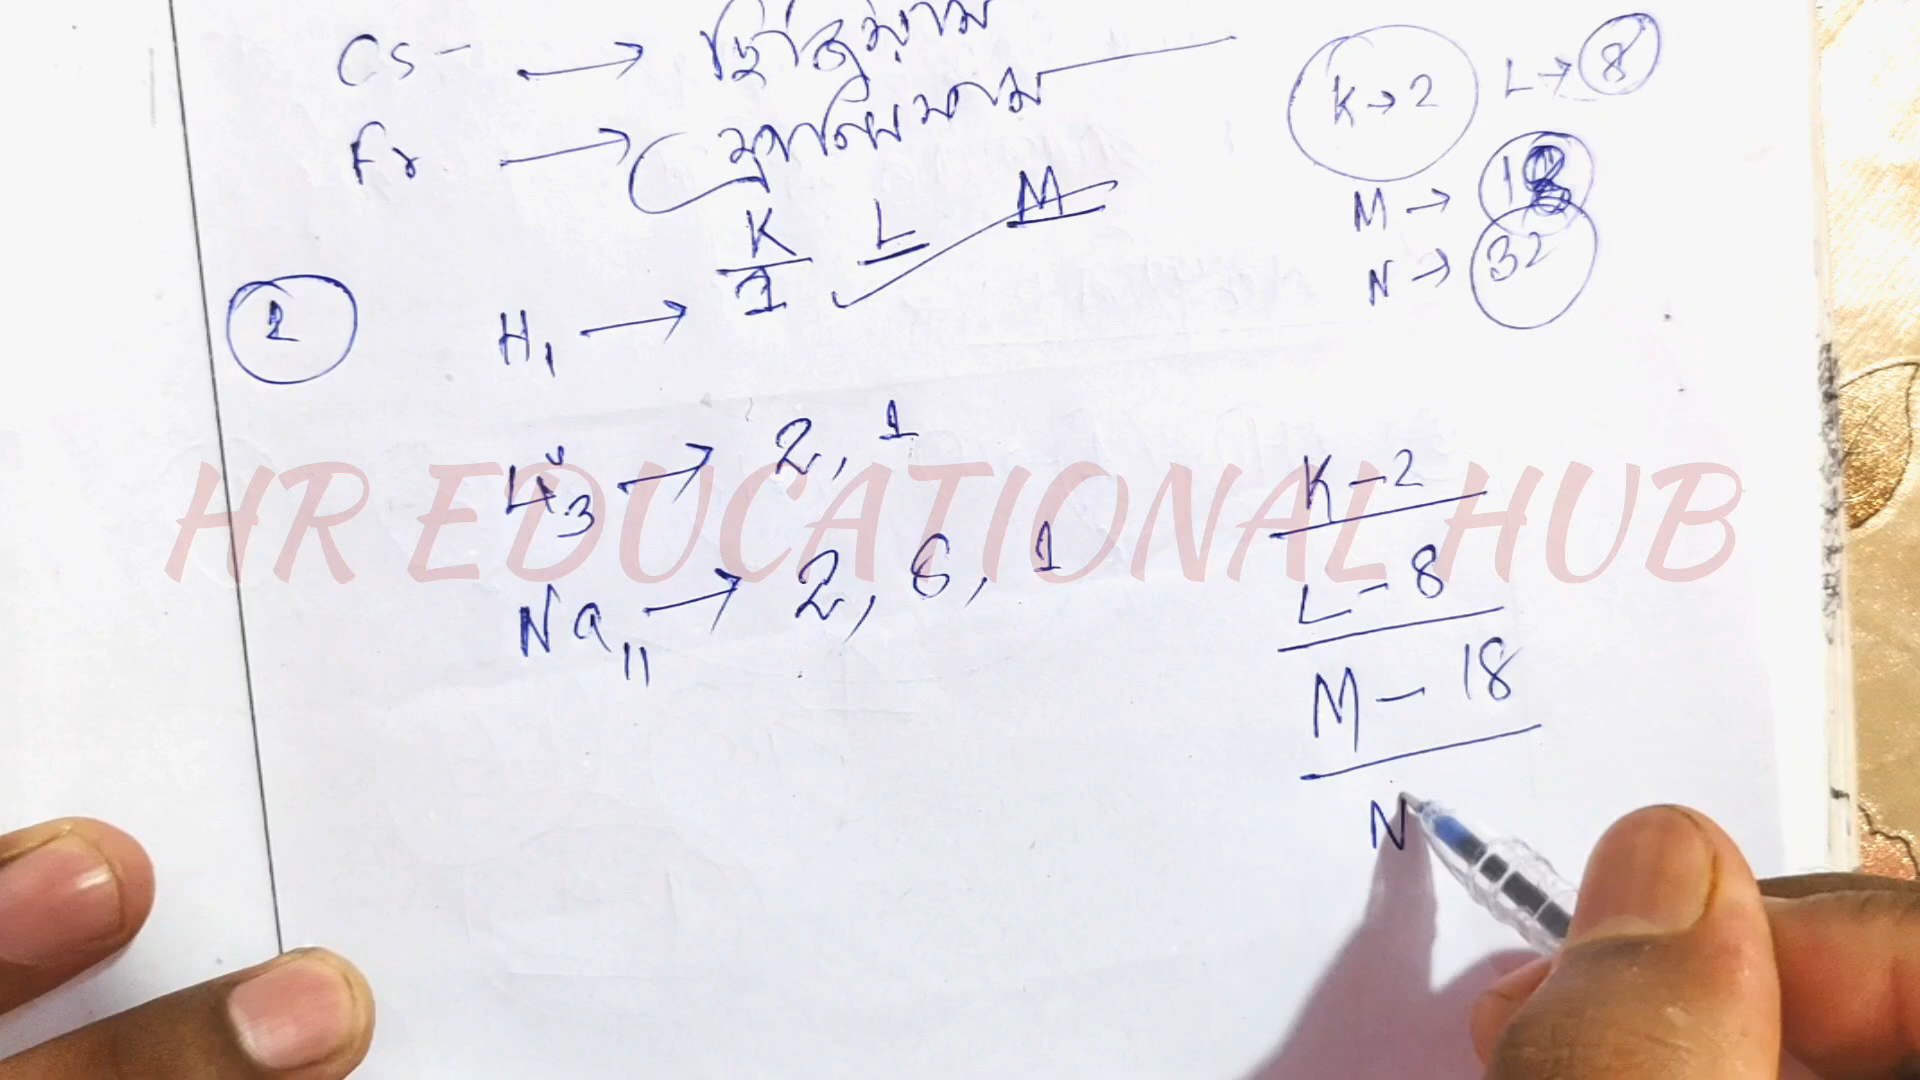 Cs - → সিজিয়াম
Fr → ফ্রান্সিয়াম
K → 2 L → 8
M → 18
N → 32
K L M
2 H₁ → 1
Li₃ → 2, 1
Na₁₁ → 2, 8, 1
K - 2
L - 8
M - 18
N
HR EDUCATIONAL HUB